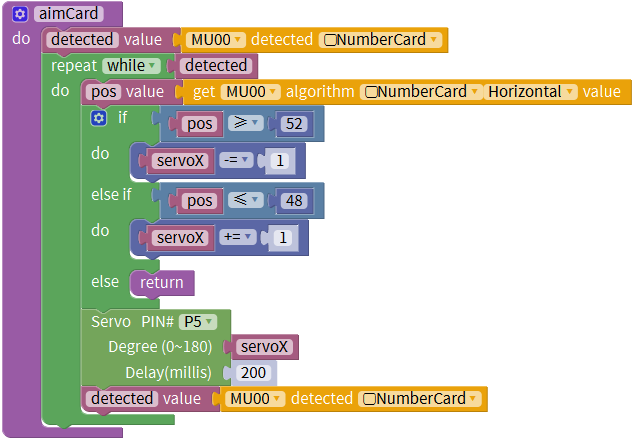 aimCard
do detected value MU00 detected NumberCard
repeat while detected
do pos value get MU00 algorithm NumberCard Horizontal value
if pos ≥ 52
do servoX -= 1
else if pos ≤ 48
do servoX += 1
else return
Servo PIN# P5
Degree (0~180) servoX
Delay(millis) 200
detected value MU00 detected NumberCard